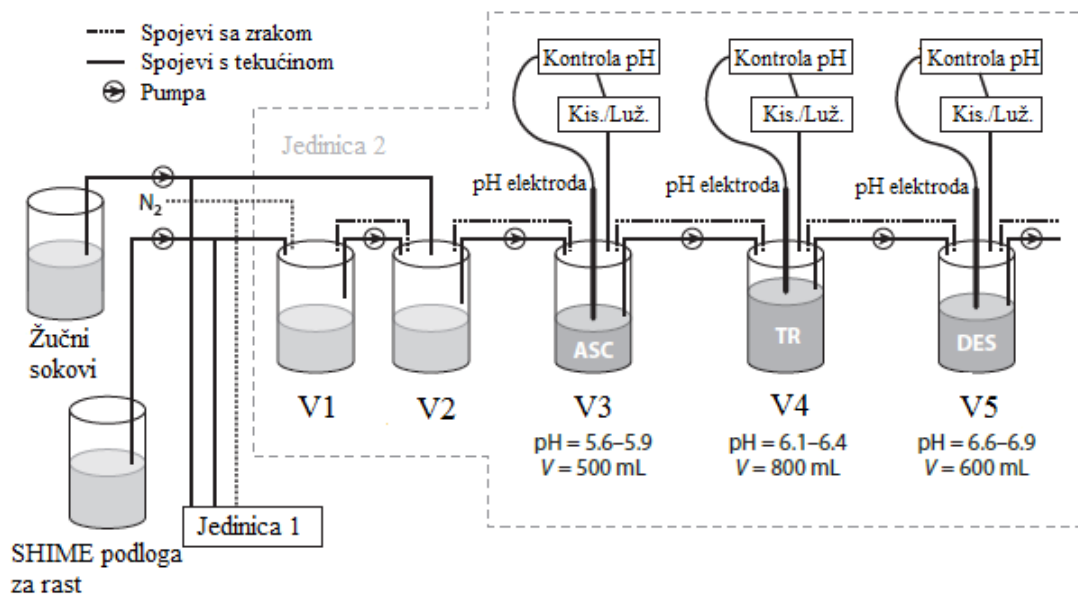 Spojevi sa zrakom
Spojevi s tekućinom
Pumpa
Kontrola pH
Kontrola pH
Kontrola pH
Kis./Luž.
Kis./Luž.
Kis./Luž.
Jedinica 2
pH elektroda
pH elektroda
pH elektroda
N2
Žučni
sokovi
ASC
TR
DES
V1
V2
V3
V4
V5
pH = 5.6–5.9
V = 500 mL
pH = 6.1–6.4
V = 800 mL
pH = 6.6–6.9
V = 600 mL
Jedinica 1
SHIME podloga
za rast